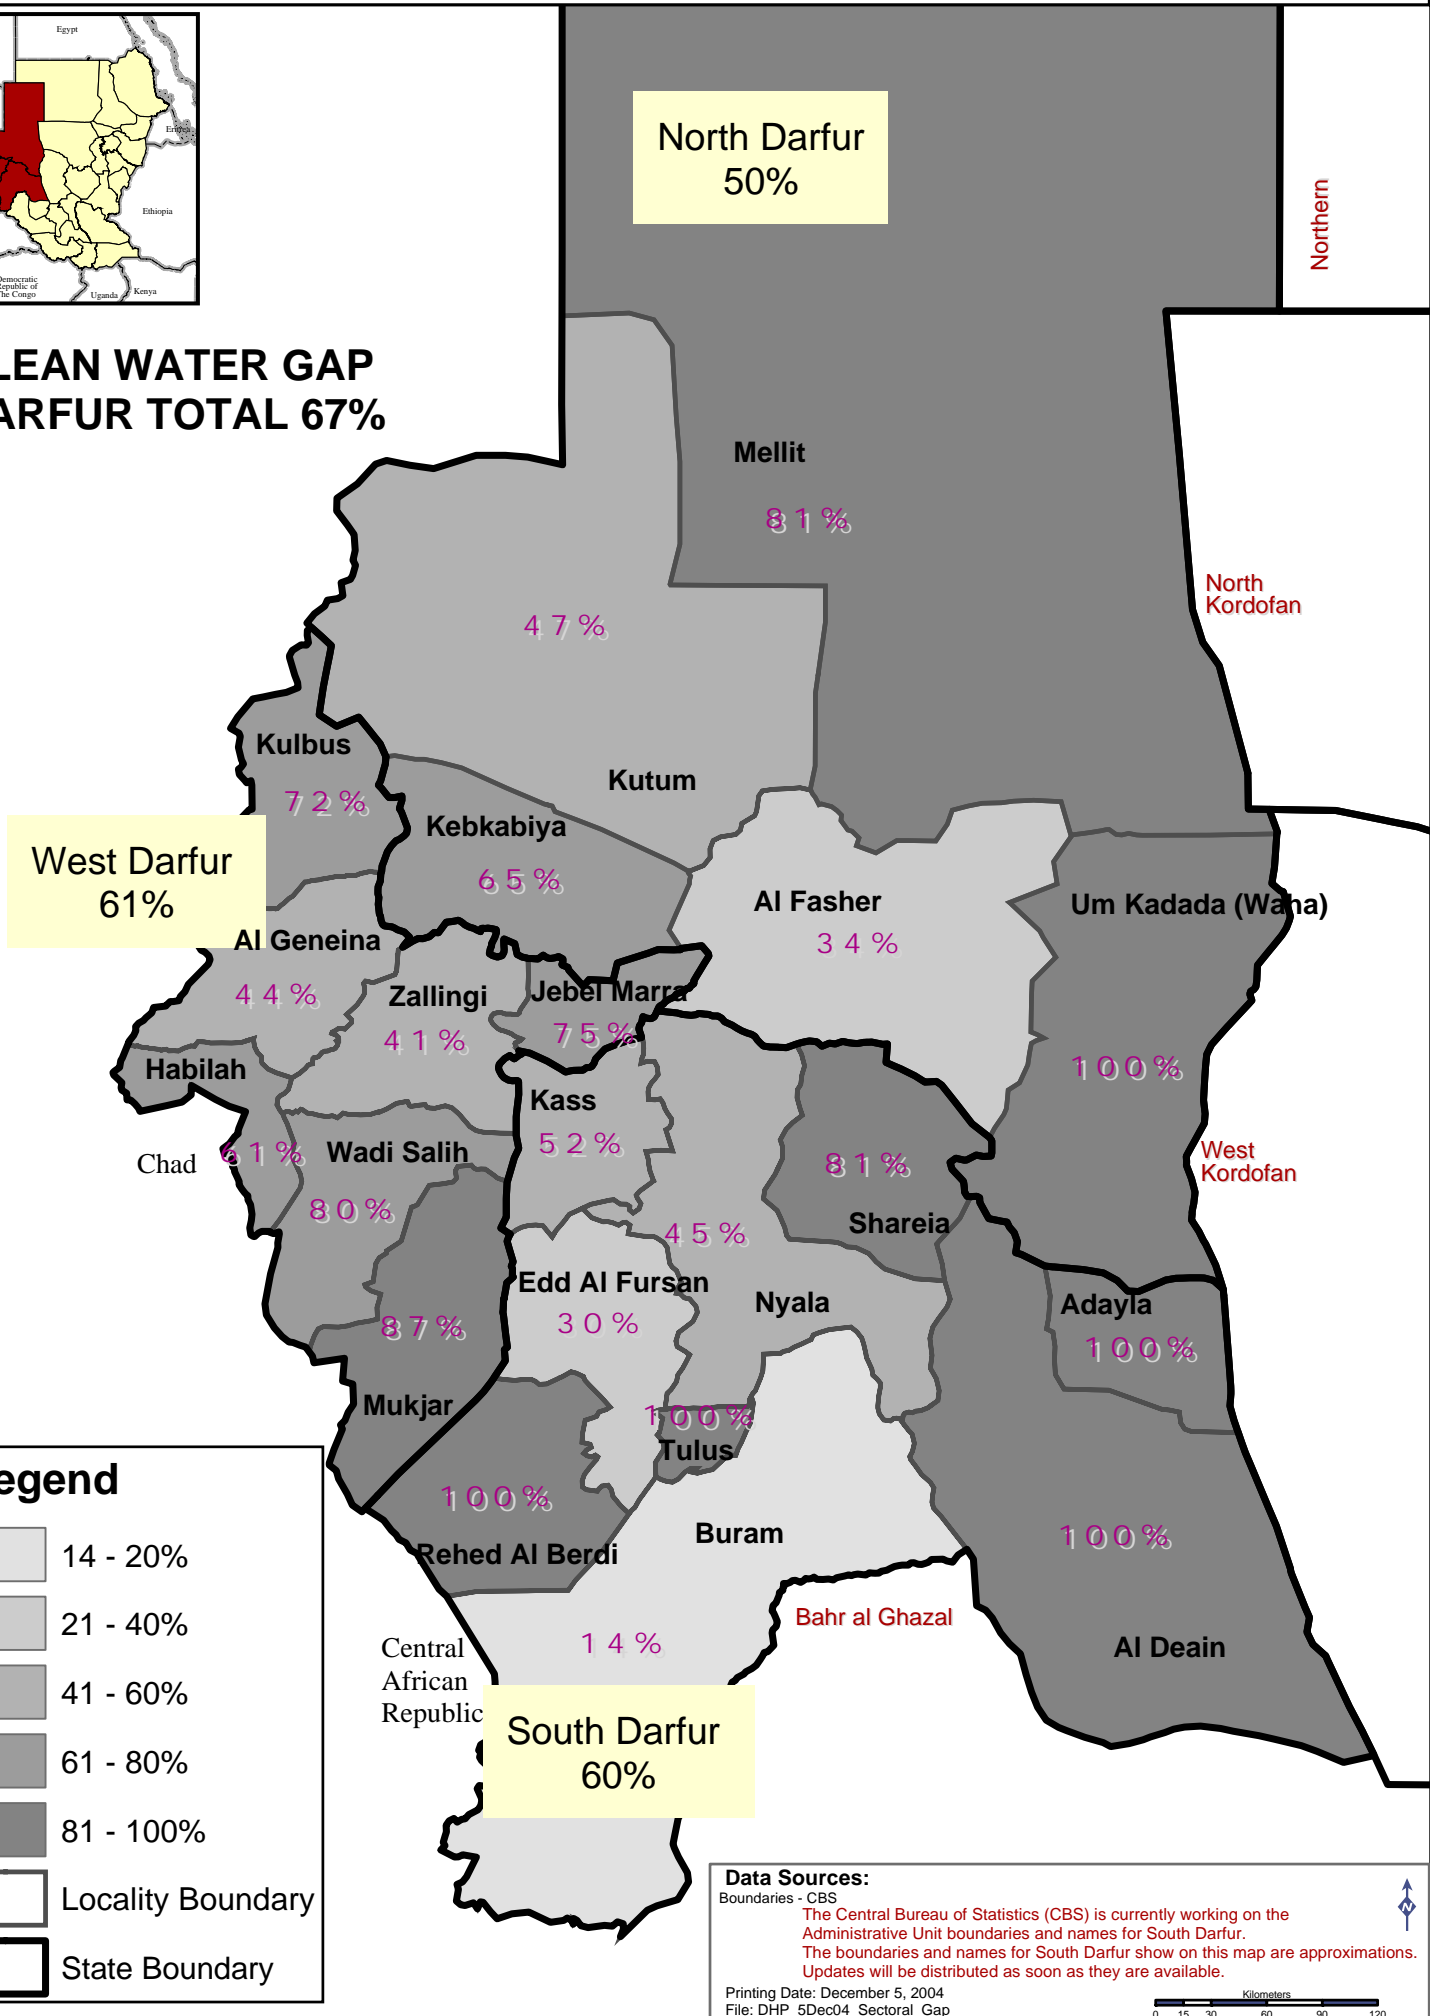 Egypt
Eritrea
Ethiopia
Democratic
Republic of
The Congo
Uganda
Kenya
LEAN WATER GAP
ARFUR TOTAL 67%
North Darfur
50%
Northern
Mellit
81%
North
Kordofan
47%
Kutum
Kulbus
72%
Kebkabiya
65%
West Darfur
61%
Al Fasher
34%
Um Kadada (Waha)
100%
Al Geneina
44%
Zallingi
41%
Jebel Marra
75%
Habilah
61%
Chad
Kass
52%
Wadi Salih
80%
81%
Shareia
West
Kordofan
45%
Nyala
Edd Al Fursan
30%
Adayla
100%
87%
Mukjar
100%
Tulus
100%
Rehed Al Berdi
Buram
14%
100%
Al Deain
Bahr al Ghazal
Central
African
Republic
South Darfur
60%
egend
14 - 20%
21 - 40%
41 - 60%
61 - 80%
81 - 100%
Locality Boundary
State Boundary
Data Sources:
Boundaries - CBS
The Central Bureau of Statistics (CBS) is currently working on the
Administrative Unit boundaries and names for South Darfur.
The boundaries and names for South Darfur show on this map are approximations.
Updates will be distributed as soon as they are available.
Printing Date: December 5, 2004
File: DHP_5Dec04_Sectoral_Gap
N
Kilometers
0 15 30 60 90 120